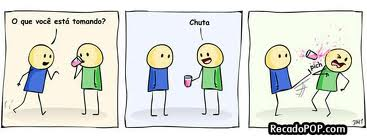 O que você está tomando?
Chuta
pich
RecadoPOP.com